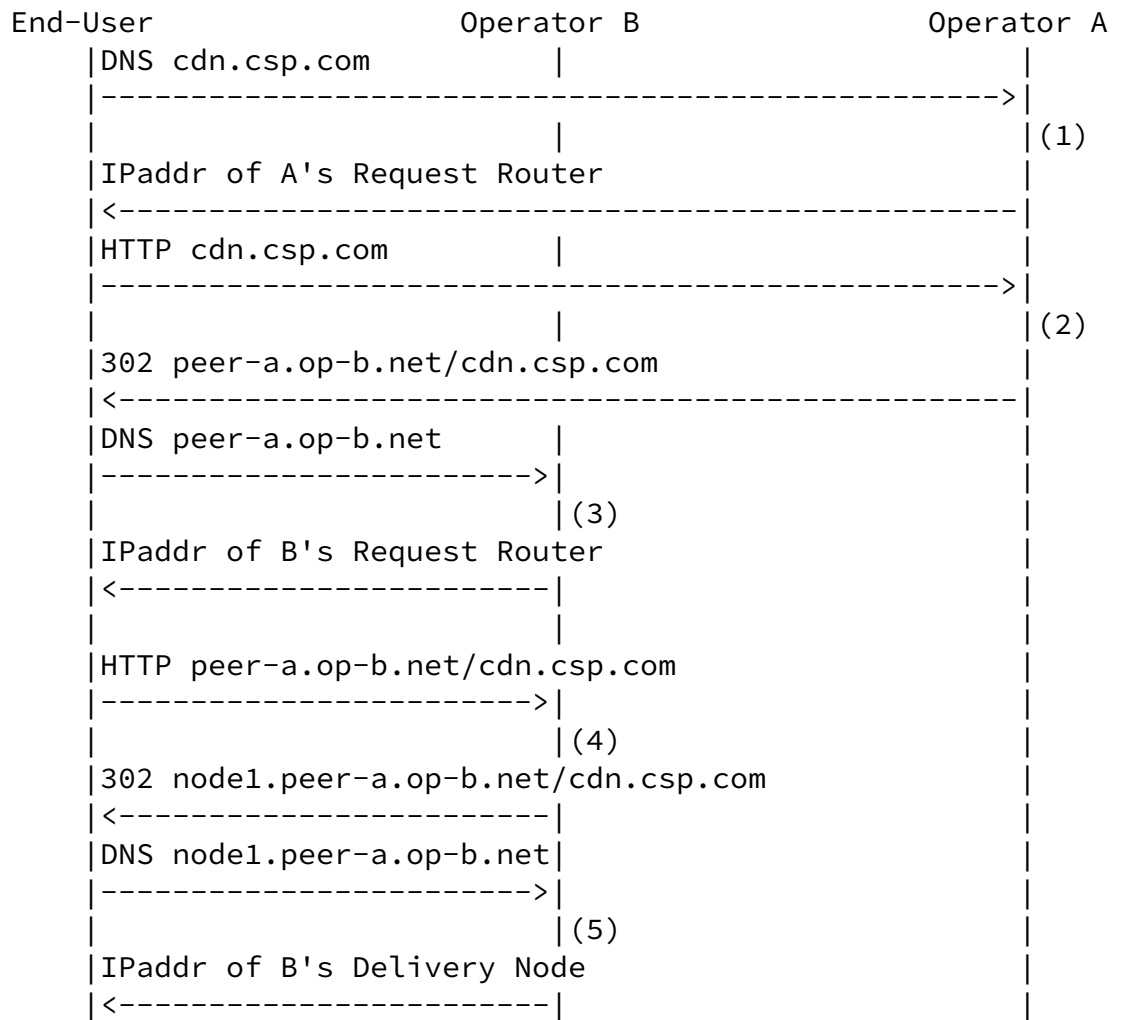 End-User Operator B Operator A
|DNS cdn.csp.com | |
|-------------------------------------------------->|
| | |(1)
|IPaddr of A's Request Router |
|<--------------------------------------------------|
|HTTP cdn.csp.com | |
|-------------------------------------------------->|
| | |(2)
|302 peer-a.op-b.net/cdn.csp.com |
|<--------------------------------------------------|
|DNS peer-a.op-b.net | |
|------------------------>| |
| |(3) |
|IPaddr of B's Request Router |
|<------------------------| |
| | |
|HTTP peer-a.op-b.net/cdn.csp.com |
|------------------------>| |
| |(4) |
|302 node1.peer-a.op-b.net/cdn.csp.com |
|<------------------------| |
|DNS node1.peer-a.op-b.net| |
|------------------------>| |
| |(5) |
|IPaddr of B's Delivery Node |
|<------------------------| |